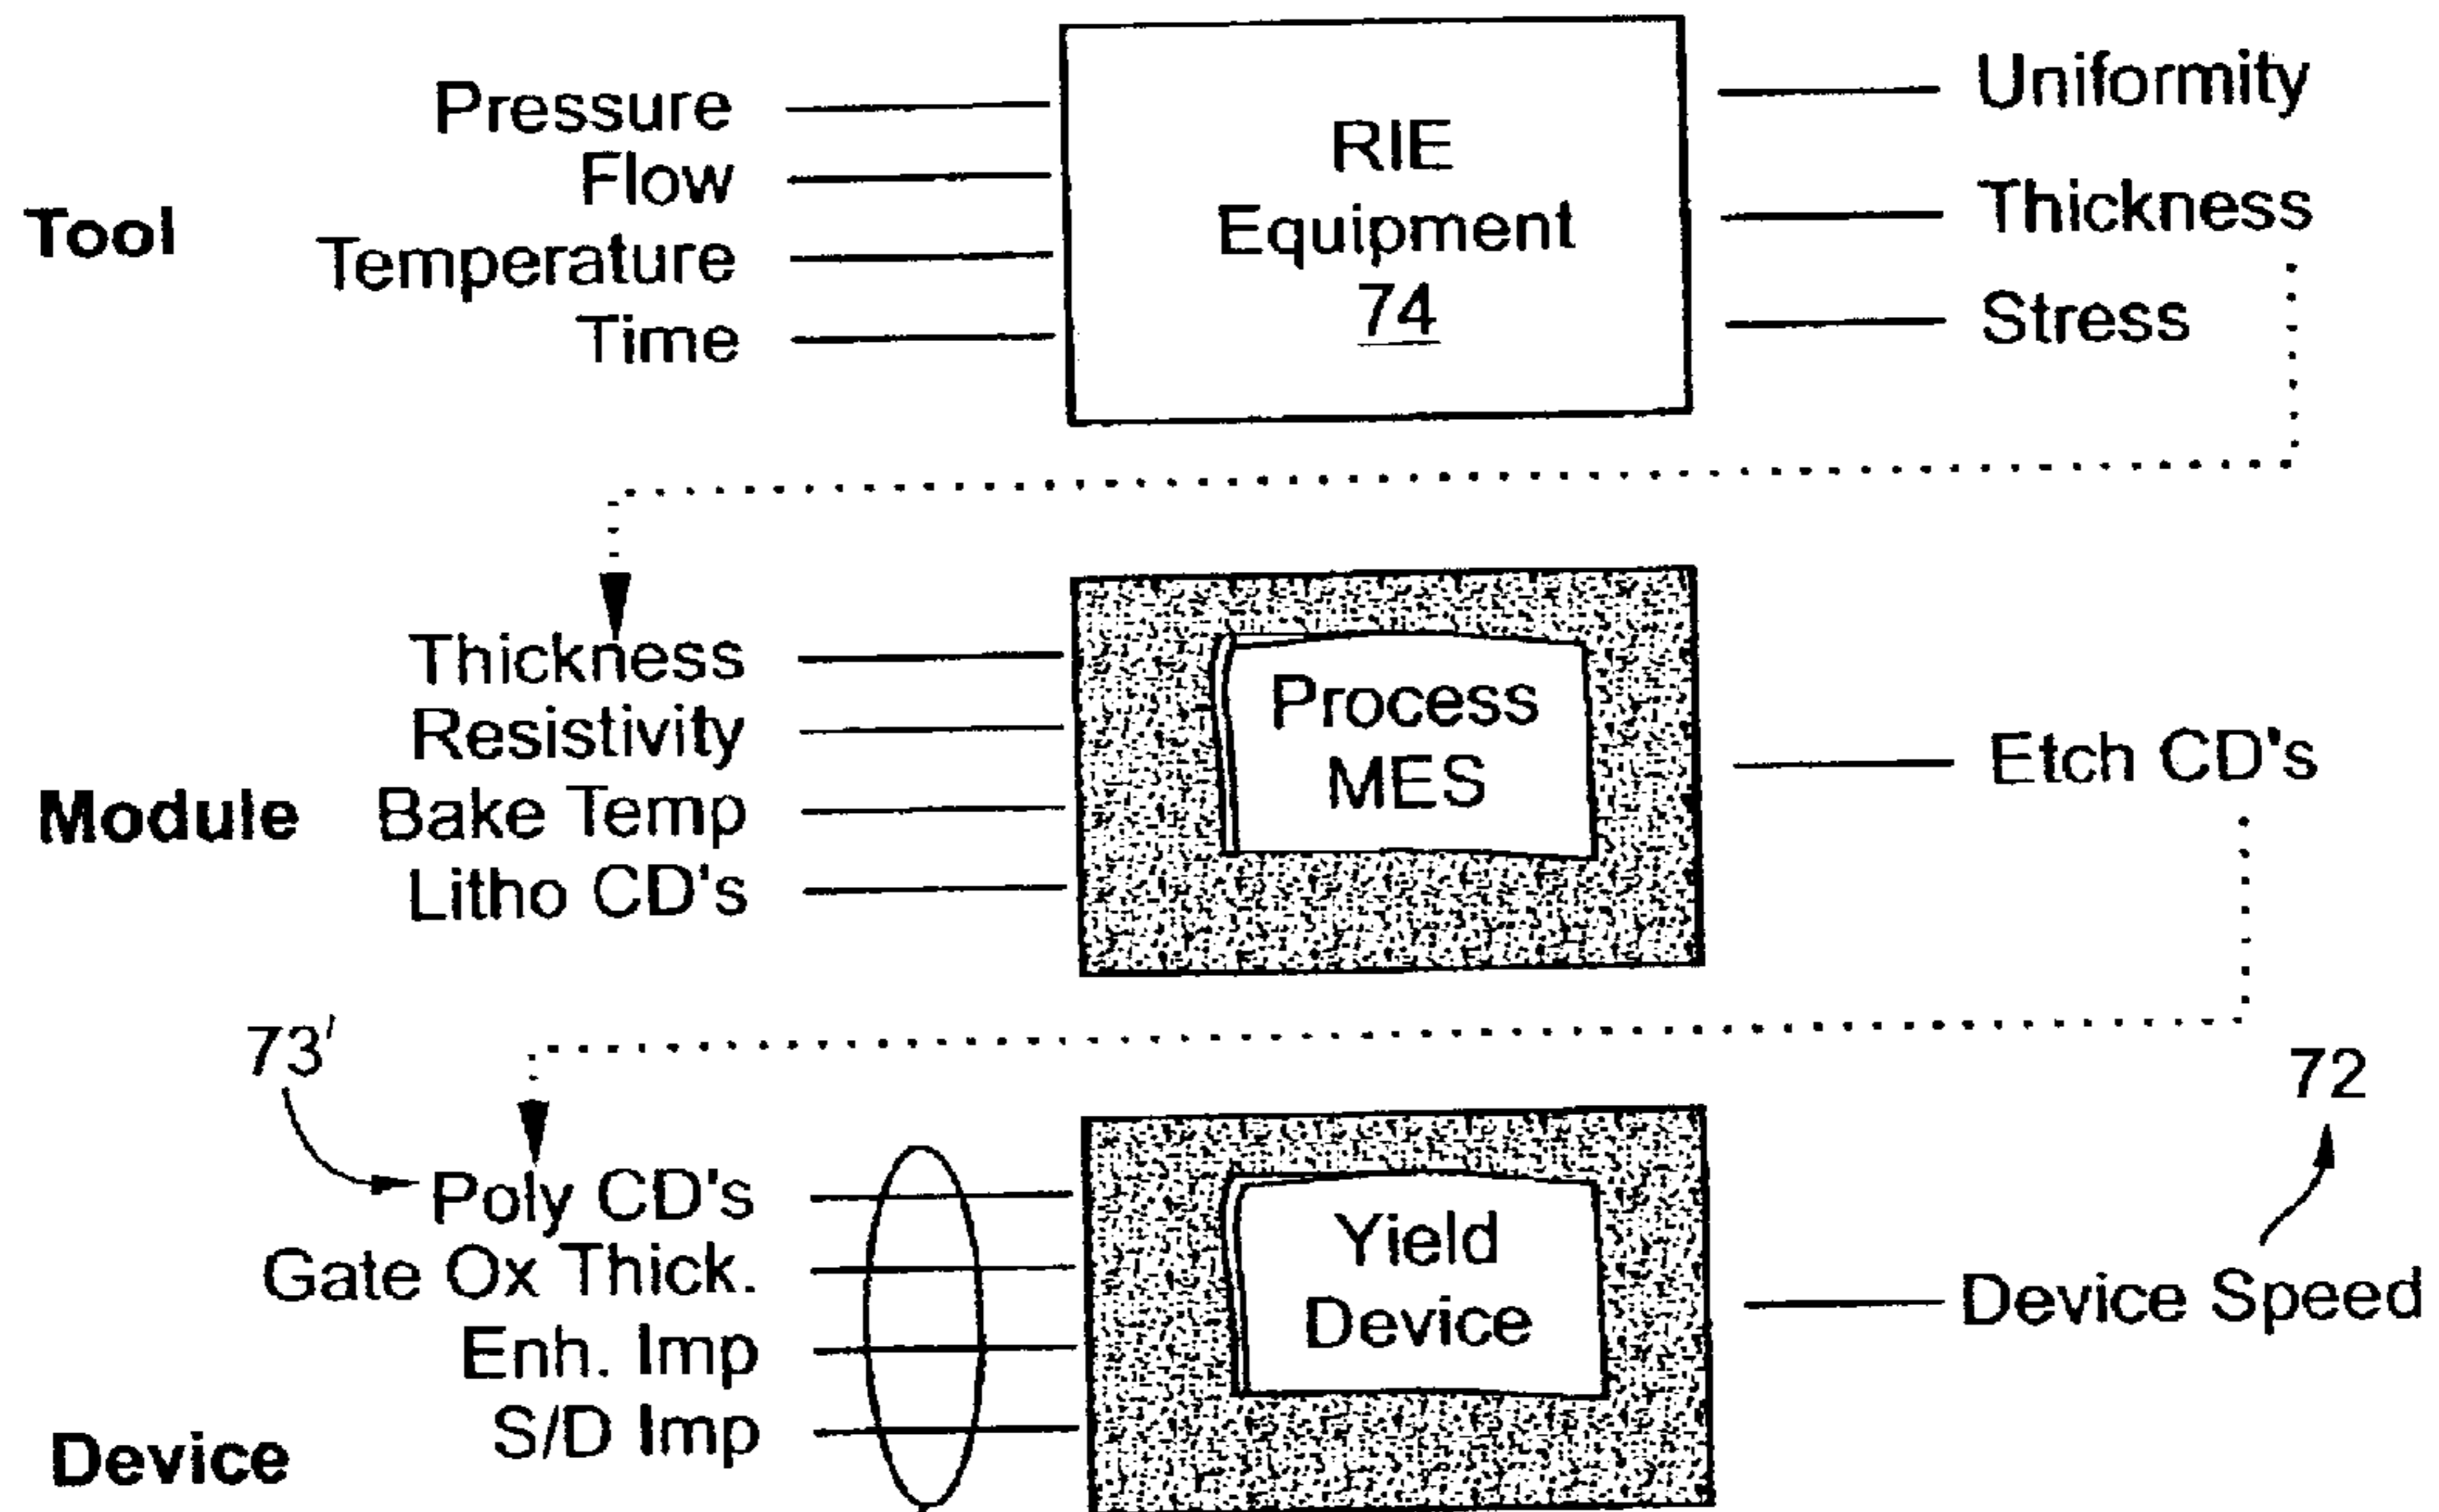 Tool
Pressure
Flow
Temperature
Time
RIE
Equipment
74
Uniformity
Thickness
Stress
Module
Thickness
Resistivity
Bake Temp
Litho CD's
Process
MES
Etch CD's
73'
72
Device
Poly CD's
Gate Ox Thick.
Enh. Imp
S/D Imp
Yield
Device
Device Speed